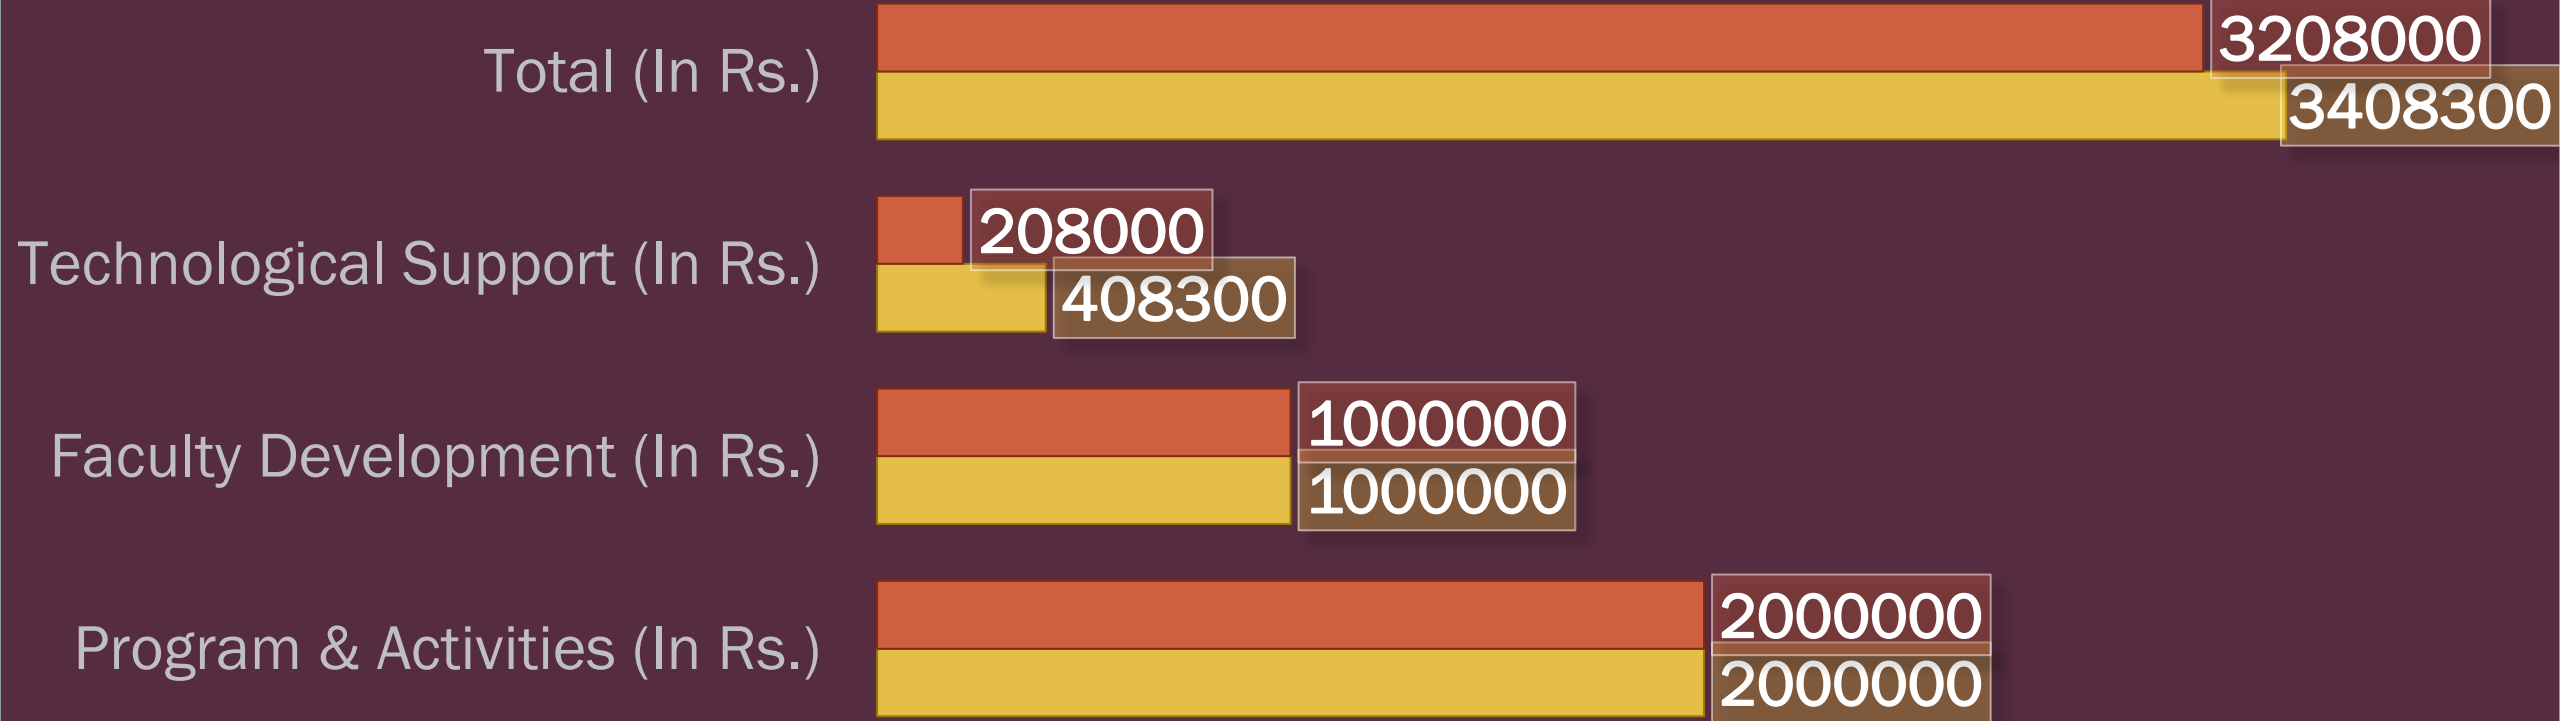 Total (In Rs.)
3208000
3408300
Technological Support (In Rs.)
208000
408300
Faculty Development (In Rs.)
1000000
1000000
Program & Activities (In Rs.)
2000000
2000000